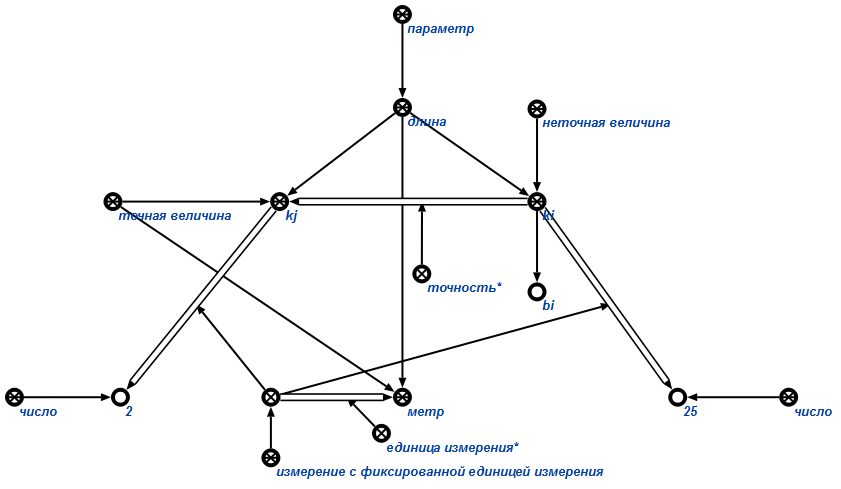 параметр
длина
неточная величина
точная величина
kj
ki
точность*
bi
число
2
метр
25
число
единица измерения*
измерение с фиксированной единицей измерения